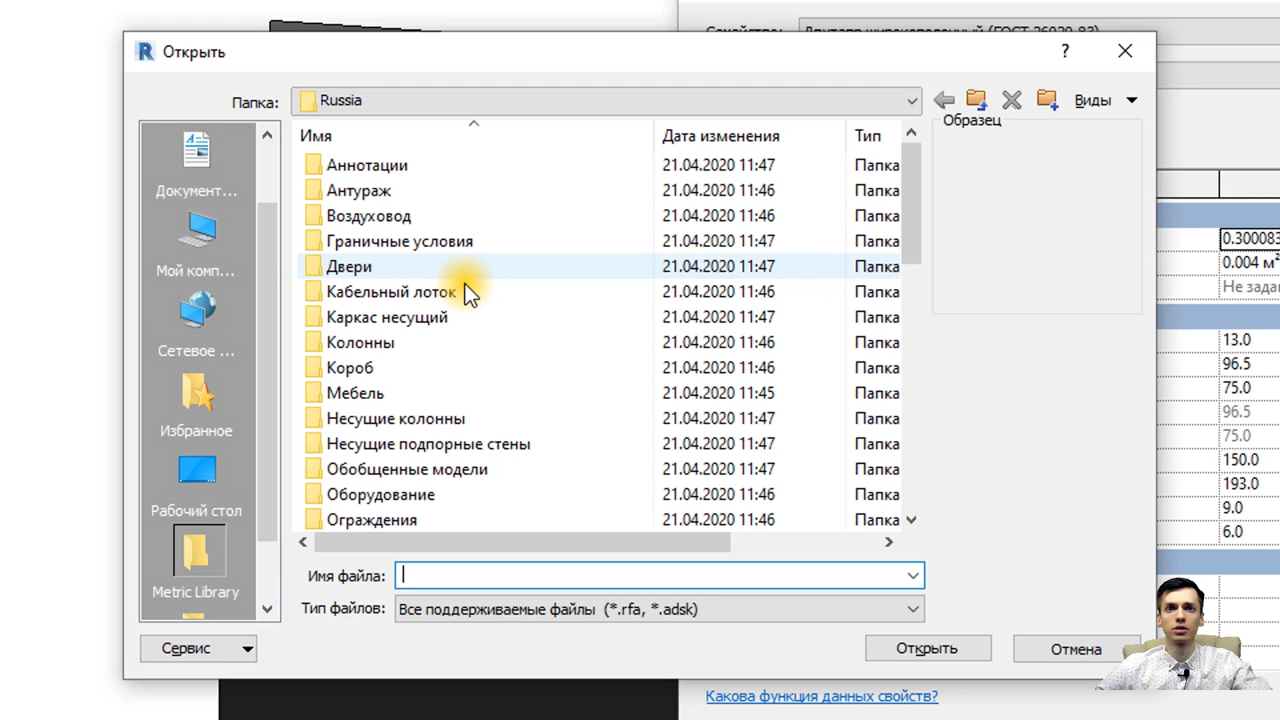 Семейство: Двутавр широкополочный (ГОСТ 26020-83)
R Открыть
Папка: Russia
Виды
Образец
Имя Дата изменения Тип
Аннотации 21.04.2020 11:47 Папка
Антураж 21.04.2020 11:46 Папка
Воздуховод 21.04.2020 11:46 Папка
Граничные условия 21.04.2020 11:47 Папка
Двери 21.04.2020 11:47 Папка
Кабельный лоток 21.04.2020 11:46 Папка
Каркас несущий 21.04.2020 11:47 Папка
Колонны 21.04.2020 11:46 Папка
Короб 21.04.2020 11:46 Папка
Мебель 21.04.2020 11:45 Папка
Несущие колонны 21.04.2020 11:47 Папка
Несущие подпорные стены 21.04.2020 11:47 Папка
Обобщенные модели 21.04.2020 11:47 Папка
Оборудование 21.04.2020 11:46 Папка
Ограждения 21.04.2020 11:46 Папка
Документ...
Мой комп...
Сетевое ...
Избранное
Рабочий стол
Metric Library
Имя файла:
Тип файлов: Все поддерживаемые файлы (*.rfa, *.adsk)
Сервис
Открыть
Отмена
0.300083
0.004 м²
Не зада
13.0
96.5
75.0
96.5
75.0
150.0
193.0
9.0
6.0
Какова функция данных свойств?